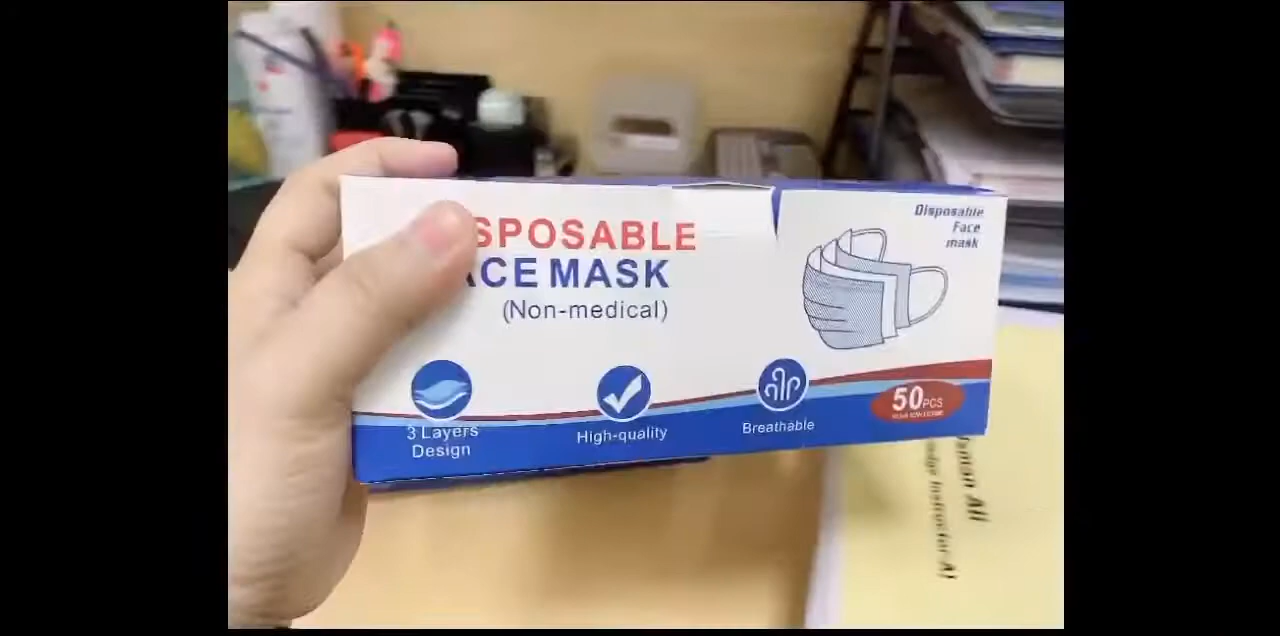 SPOSABLE
ACE MASK
(Non-medical)
Disposable
Face
mask
3 Layers
Design
High-quality
Breathable
50PCS